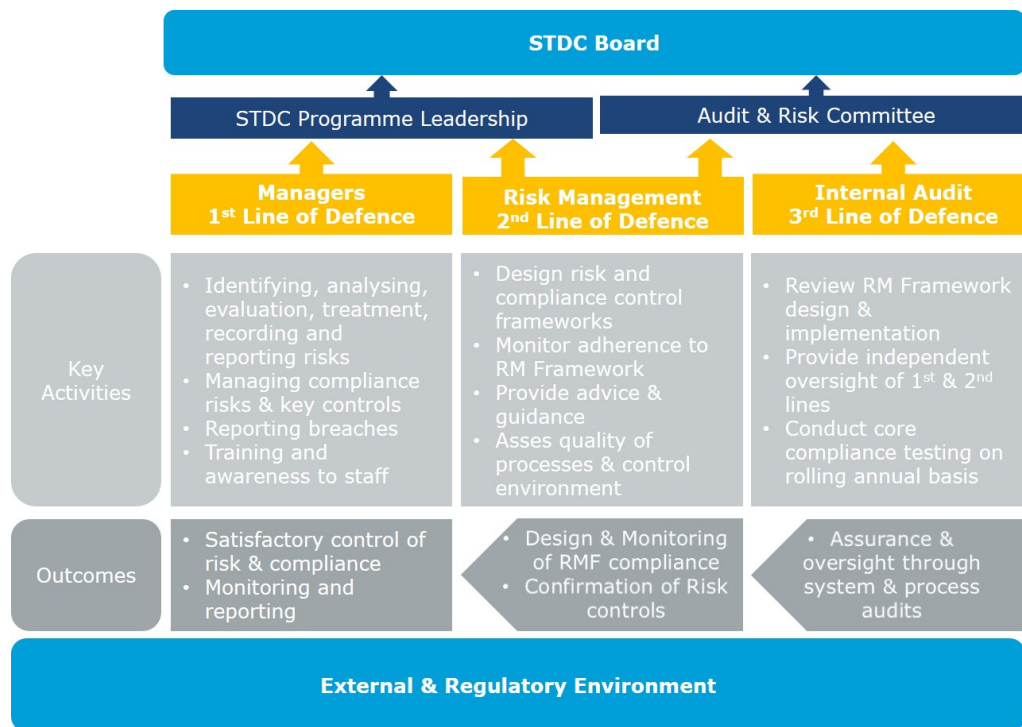 STDC Board
STDC Programme Leadership
Audit & Risk Committee
Managers
1st Line of Defence
Risk Management
2nd Line of Defence
Internal Audit
3rd Line of Defence
Key
Activities
• Identifying, analysing,
evaluation, treatment,
recording and
reporting risks
• Managing compliance
risks & key controls
• Reporting breaches
• Training and
awareness to staff
• Design risk and
compliance control
frameworks
• Monitor adherence to
RM Framework
• Provide advice &
guidance
• Asses quality of
processes & control
environment
• Review RM Framework
design &
implementation
• Provide independent
oversight of 1st & 2nd
lines
• Conduct core
compliance testing on
rolling annual basis
Outcomes
• Satisfactory control of
risk & compliance
• Monitoring and
reporting
• Design & Monitoring
of RMF compliance
• Confirmation of Risk
controls
• Assurance &
oversight through
system & process
audits
External & Regulatory Environment